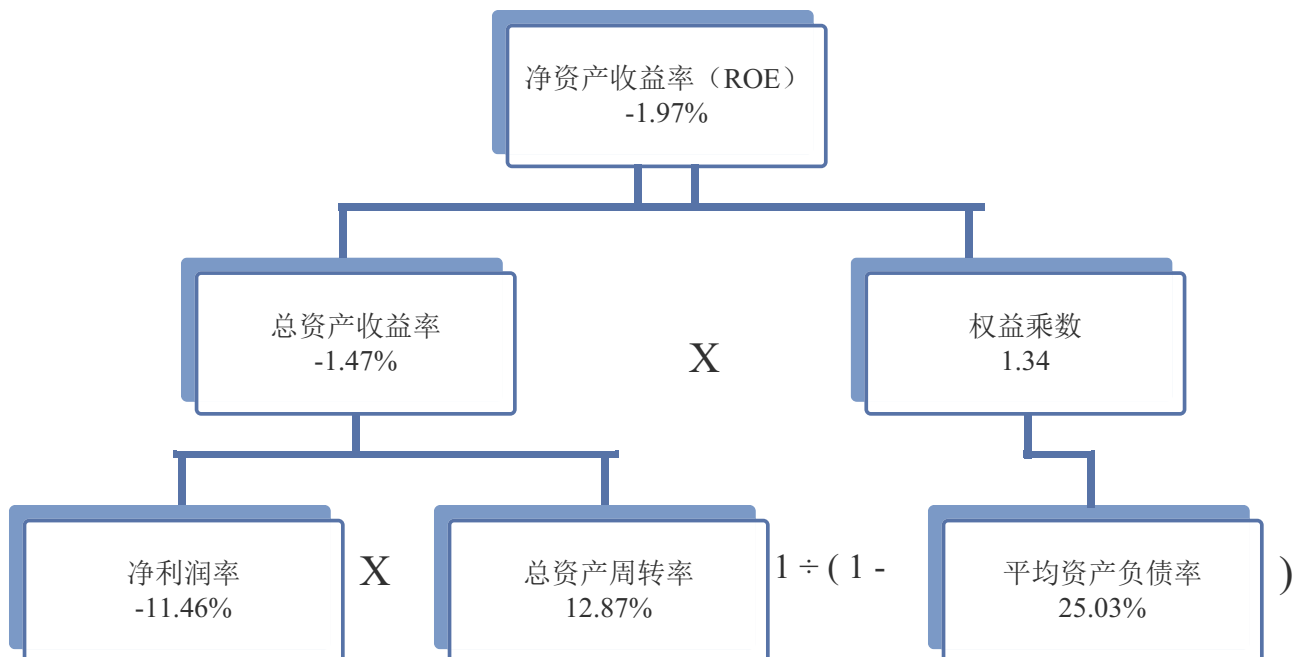 净资产收益率（ROE）
-1.97%
总资产收益率
-1.47%
X
权益乘数
1.34
净利润率
-11.46%
X
总资产周转率
12.87%
1 ÷ ( 1 -
平均资产负债率
25.03%
)